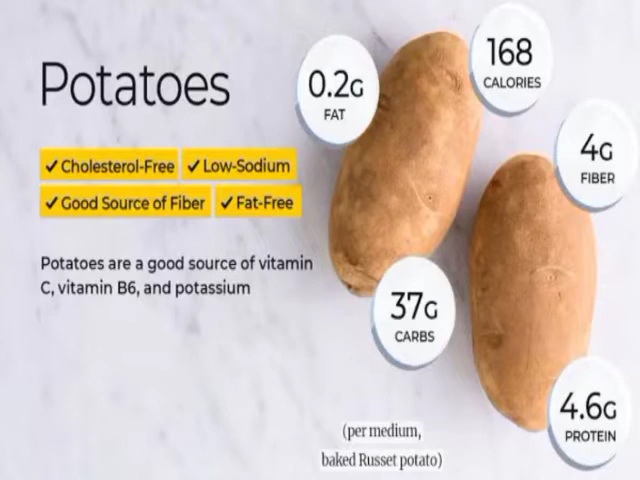 Potatoes
✓ Cholesterol-Free ✓ Low-Sodium
✓ Good Source of Fiber ✓ Fat-Free
Potatoes are a good source of vitamin
C, vitamin B6, and potassium
0.2G
FAT
168
CALORIES
4G
FIBER
37G
CARBS
4.6G
PROTEIN
(per medium,
baked Russet potato)